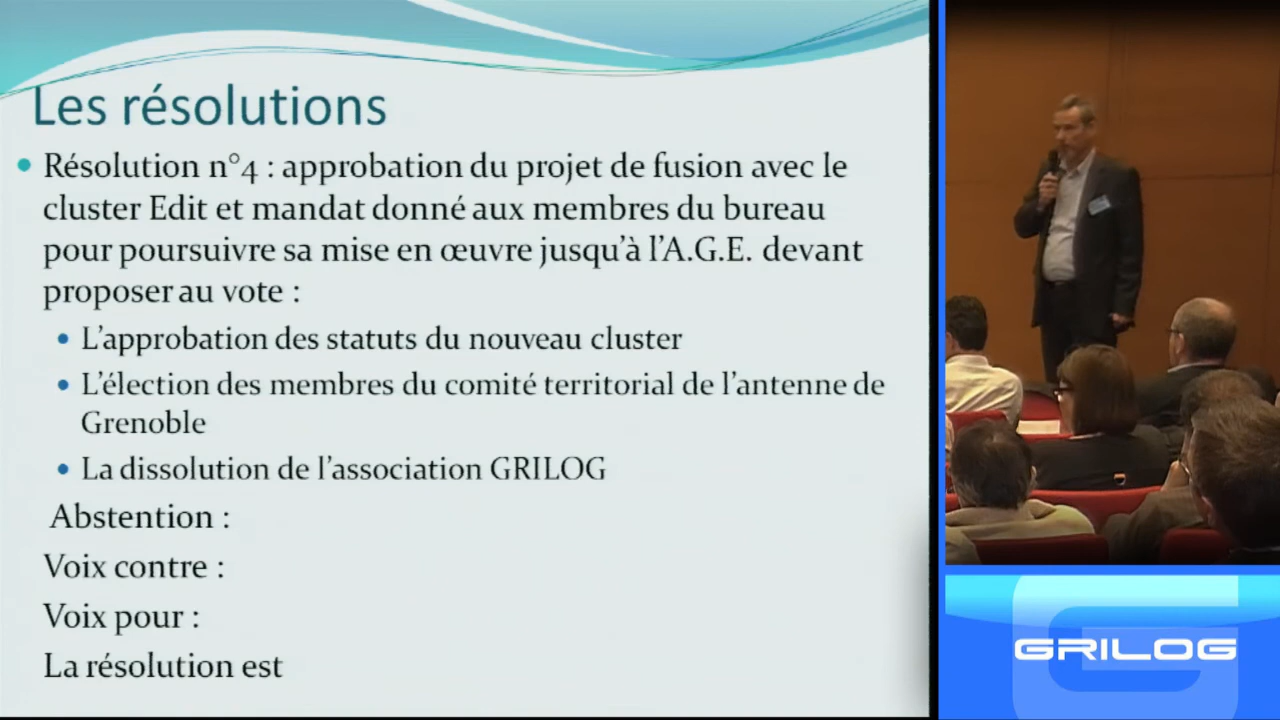 Les résolutions
Résolution n°4 : approbation du projet de fusion avec le
cluster Edit et mandat donné aux membres du bureau
pour poursuivre sa mise en œuvre jusqu'à l'A.G.E. devant
proposer au vote :
L'approbation des statuts du nouveau cluster
L'élection des membres du comité territorial de l'antenne de
Grenoble
La dissolution de l'association GRILOG
Abstention :
Voix contre :
Voix pour :
La résolution est
GRILOG